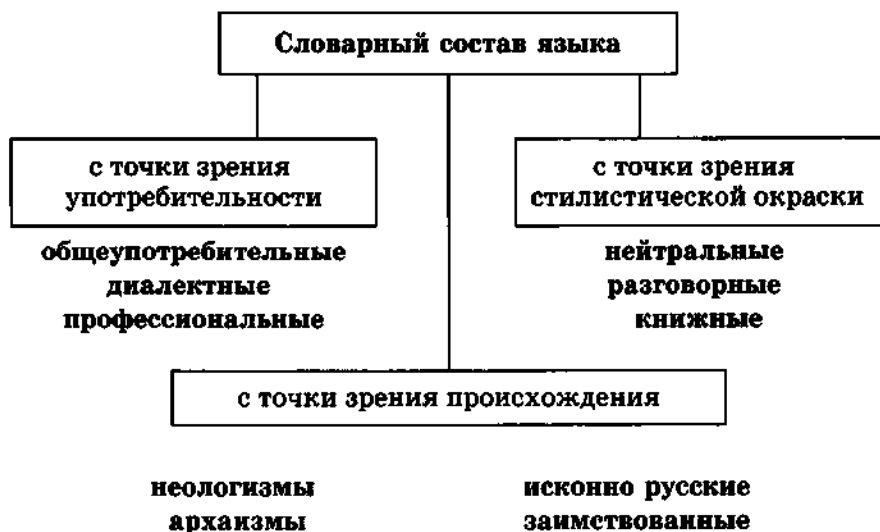 Словарный состав языка
с точки зрения
употребительности
с точки зрения
стилистической окраски
общеупотребительные
диалектные
профессиональные
нейтральные
разговорные
книжные
с точки зрения происхождения
неологизмы
архаизмы
исконно русские
заимствованные